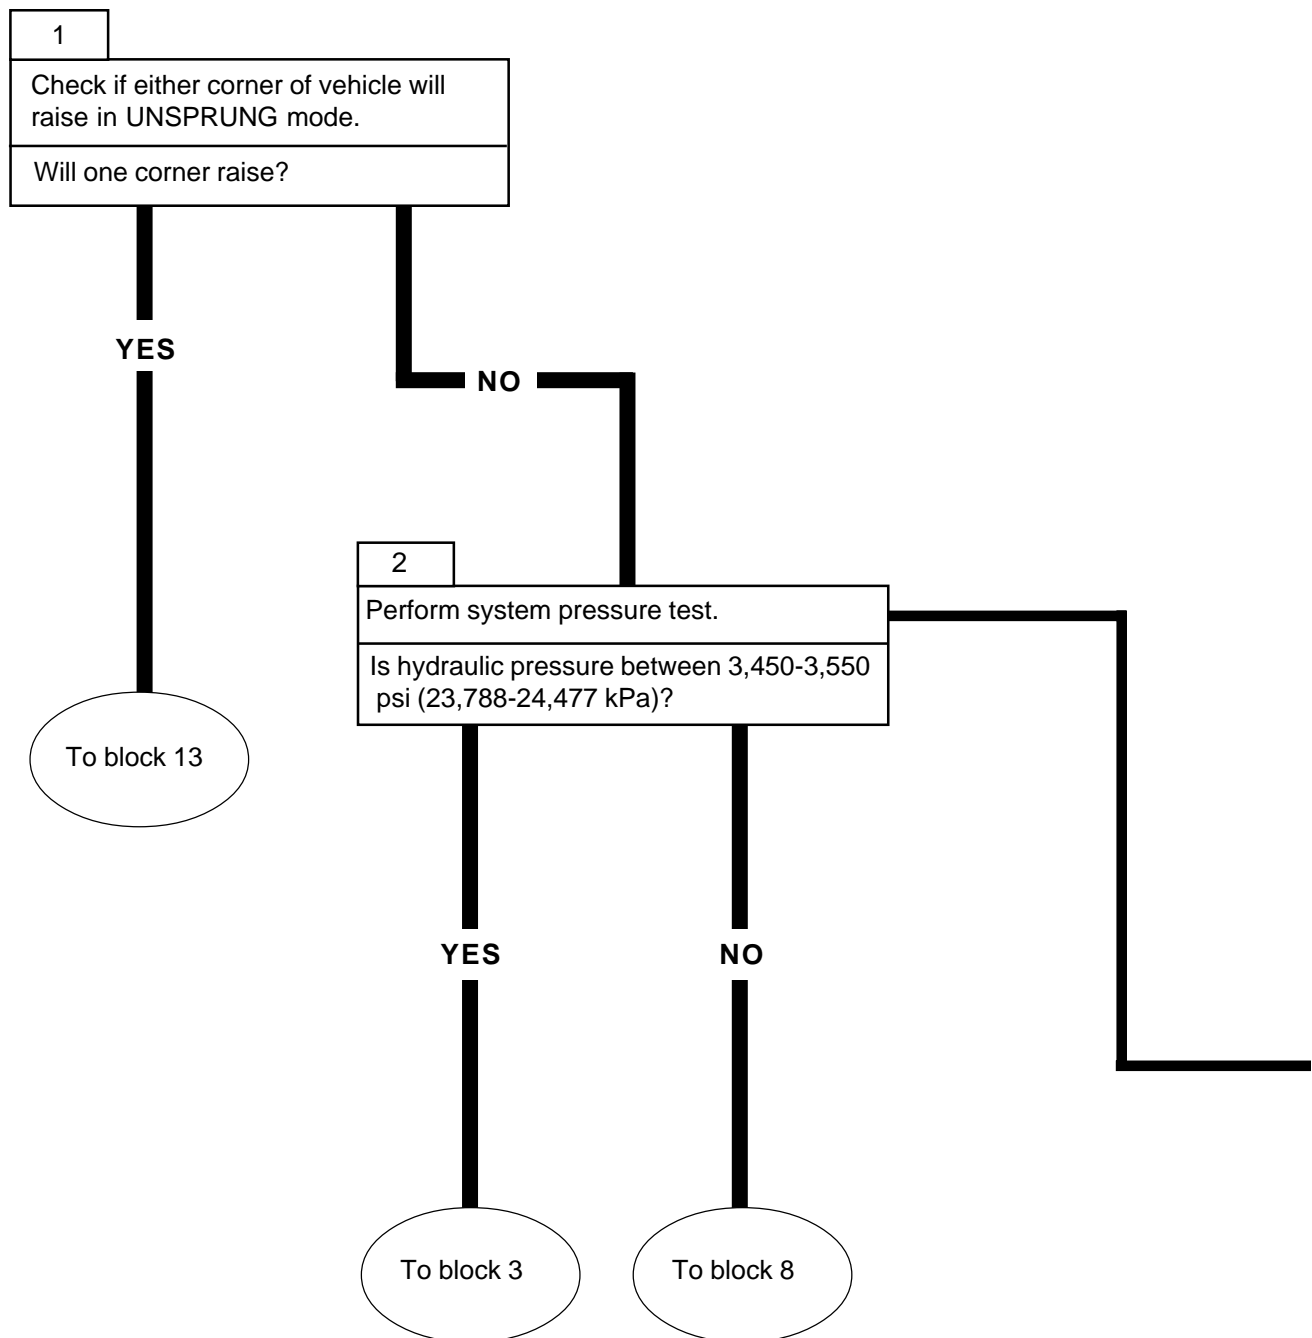 1
Check if either corner of vehicle will
raise in UNSPRUNG mode.
Will one corner raise?
YES
NO
2
Perform system pressure test.
Is hydraulic pressure between 3,450-3,550
psi (23,788-24,477 kPa)?
To block 13
YES
NO
To block 3
To block 8